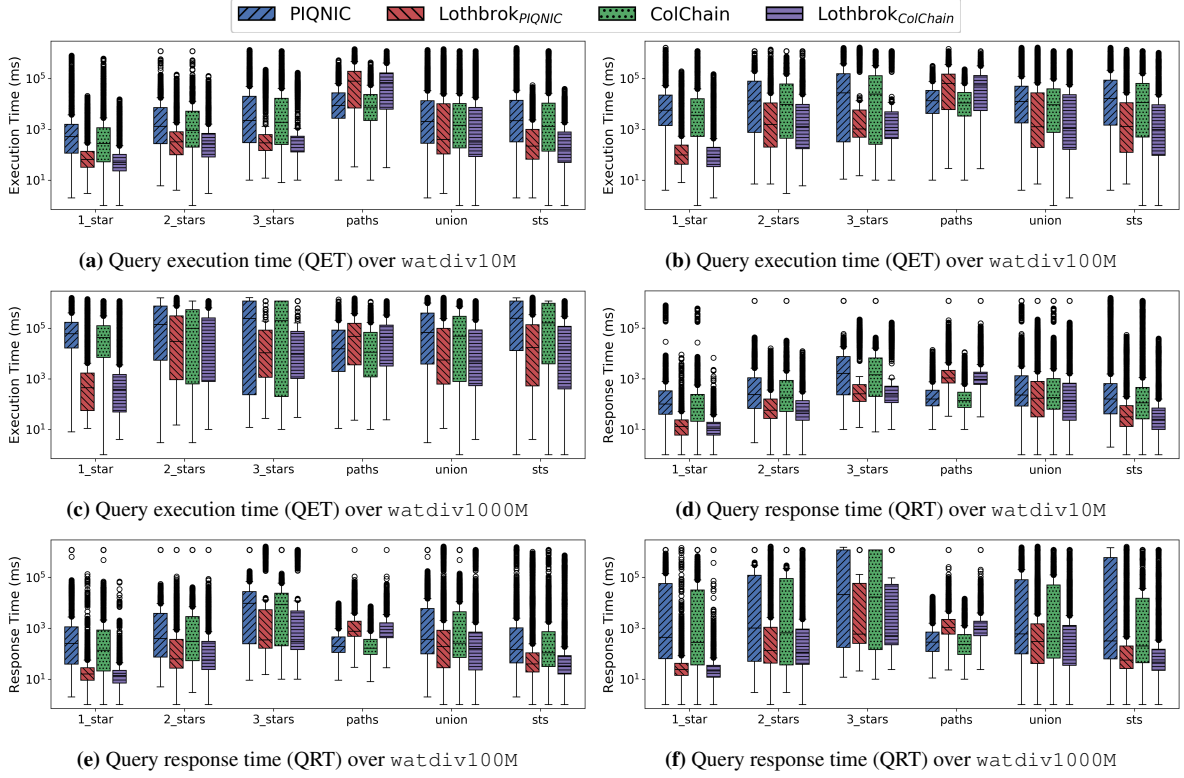 PIQNIC Lothbrok_PIQNIC ColChain Lothbrok_ColChain
Execution Time (ms)
10^5
10^3
10^1
1_star 2_stars 3_stars paths union sts
(a) Query execution time (QET) over watdiv10M
Execution Time (ms)
10^5
10^3
10^1
1_star 2_stars 3_stars paths union sts
(b) Query execution time (QET) over watdiv100M
Execution Time (ms)
10^5
10^3
10^1
1_star 2_stars 3_stars paths union sts
(c) Query execution time (QET) over watdiv1000M
Response Time (ms)
10^5
10^3
10^1
1_star 2_stars 3_stars paths union sts
(d) Query response time (QRT) over watdiv10M
Response Time (ms)
10^5
10^3
10^1
1_star 2_stars 3_stars paths union sts
(e) Query response time (QRT) over watdiv100M
Response Time (ms)
10^5
10^3
10^1
1_star 2_stars 3_stars paths union sts
(f) Query response time (QRT) over watdiv1000M